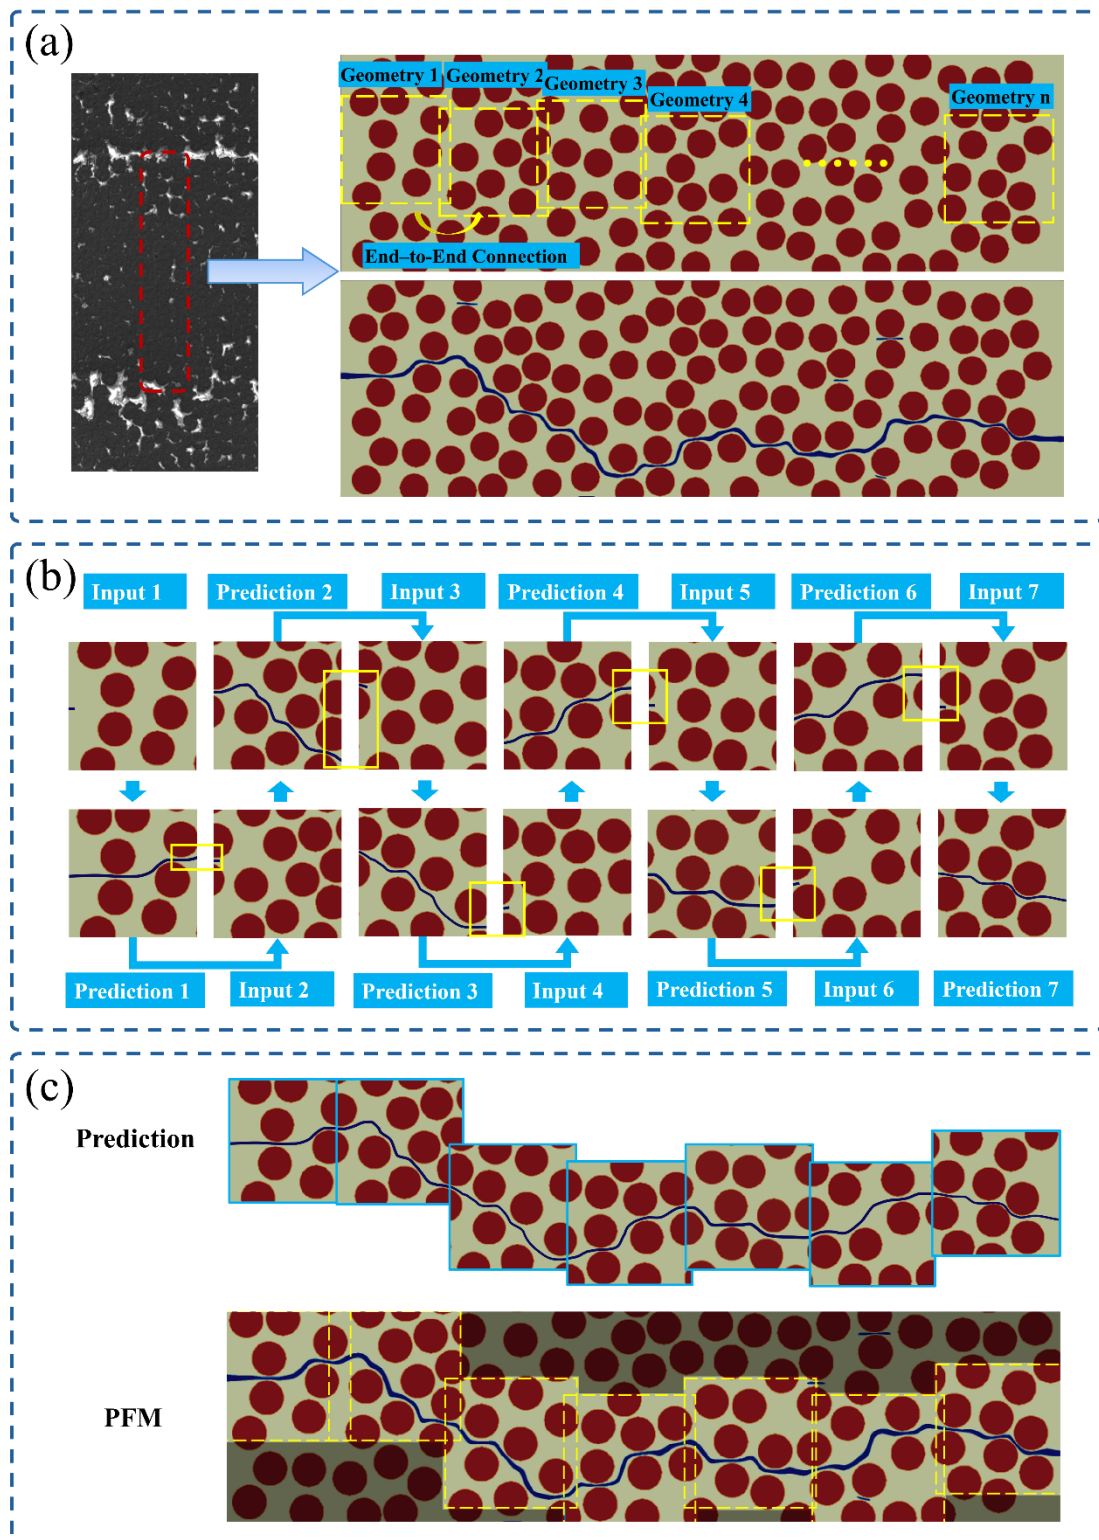 (a)
Geometry 1
Geometry 2
Geometry 3
Geometry 4
Geometry n
End–to–End Connection
(b)
Input 1
Prediction 2
Input 3
Prediction 4
Input 5
Prediction 6
Input 7
Prediction 1
Input 2
Prediction 3
Input 4
Prediction 5
Input 6
Prediction 7
(c)
Prediction
PFM